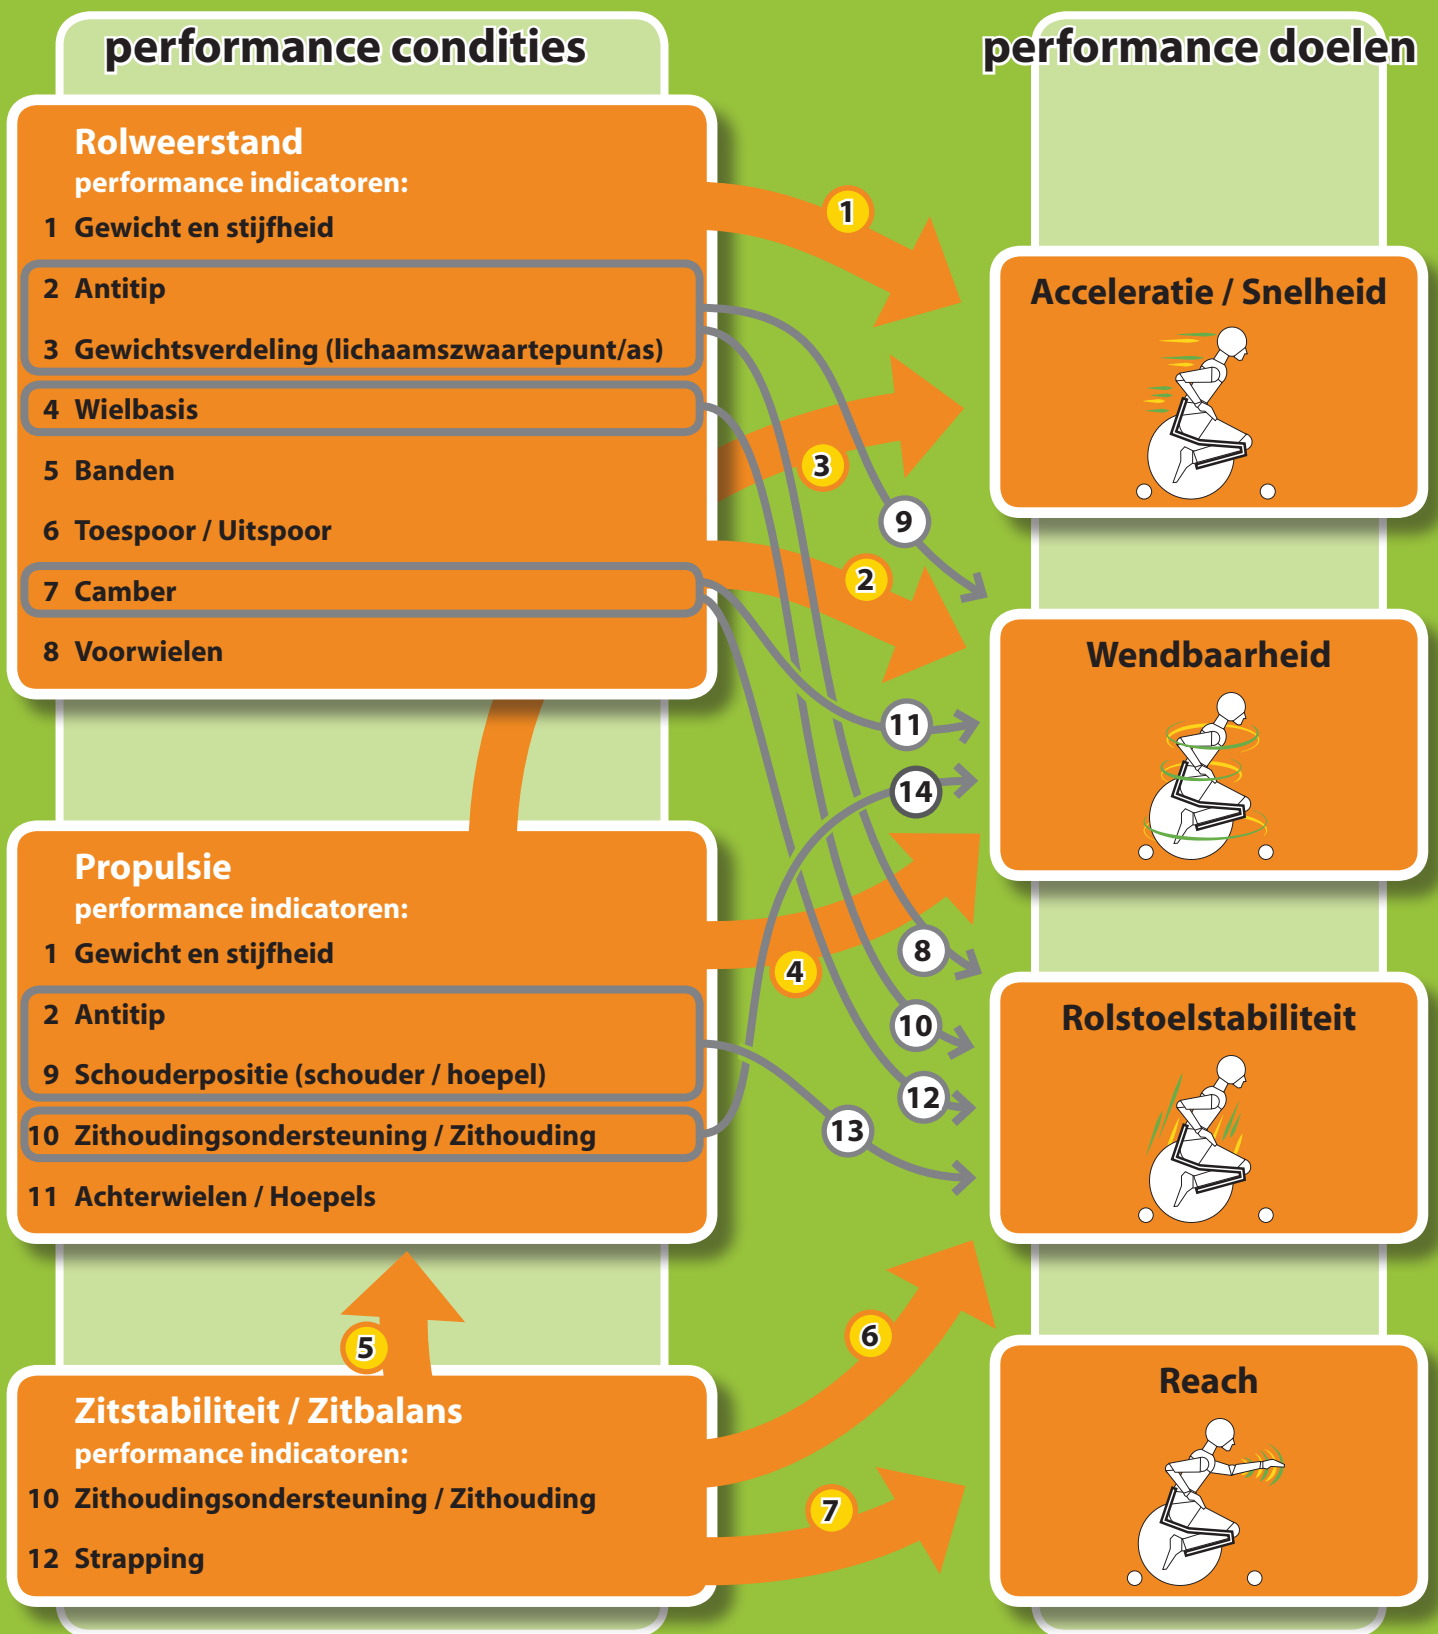 performance condities
performance doelen
Rolweerstand
performance indicatoren:
1 Gewicht en stijfheid
2 Antitip
3 Gewichtsverdeling (lichaamszwaartepunt/as)
4 Wielbasis
5 Banden
6 Toespoor / Uitspoor
7 Camber
8 Voorwielen
Propulsie
performance indicatoren:
1 Gewicht en stijfheid
2 Antitip
9 Schouderpositie (schouder / hoepel)
10 Zithoudingsondersteuning / Zithouding
11 Achterwielen / Hoepels
Zitstabiliteit / Zitbalans
performance indicatoren:
10 Zithoudingsondersteuning / Zithouding
12 Strapping
1
3
9
2
11
14
4
8
10
12
13
5
6
7
Acceleratie / Snelheid
Wendbaarheid
Rolstoelstabiliteit
Reach